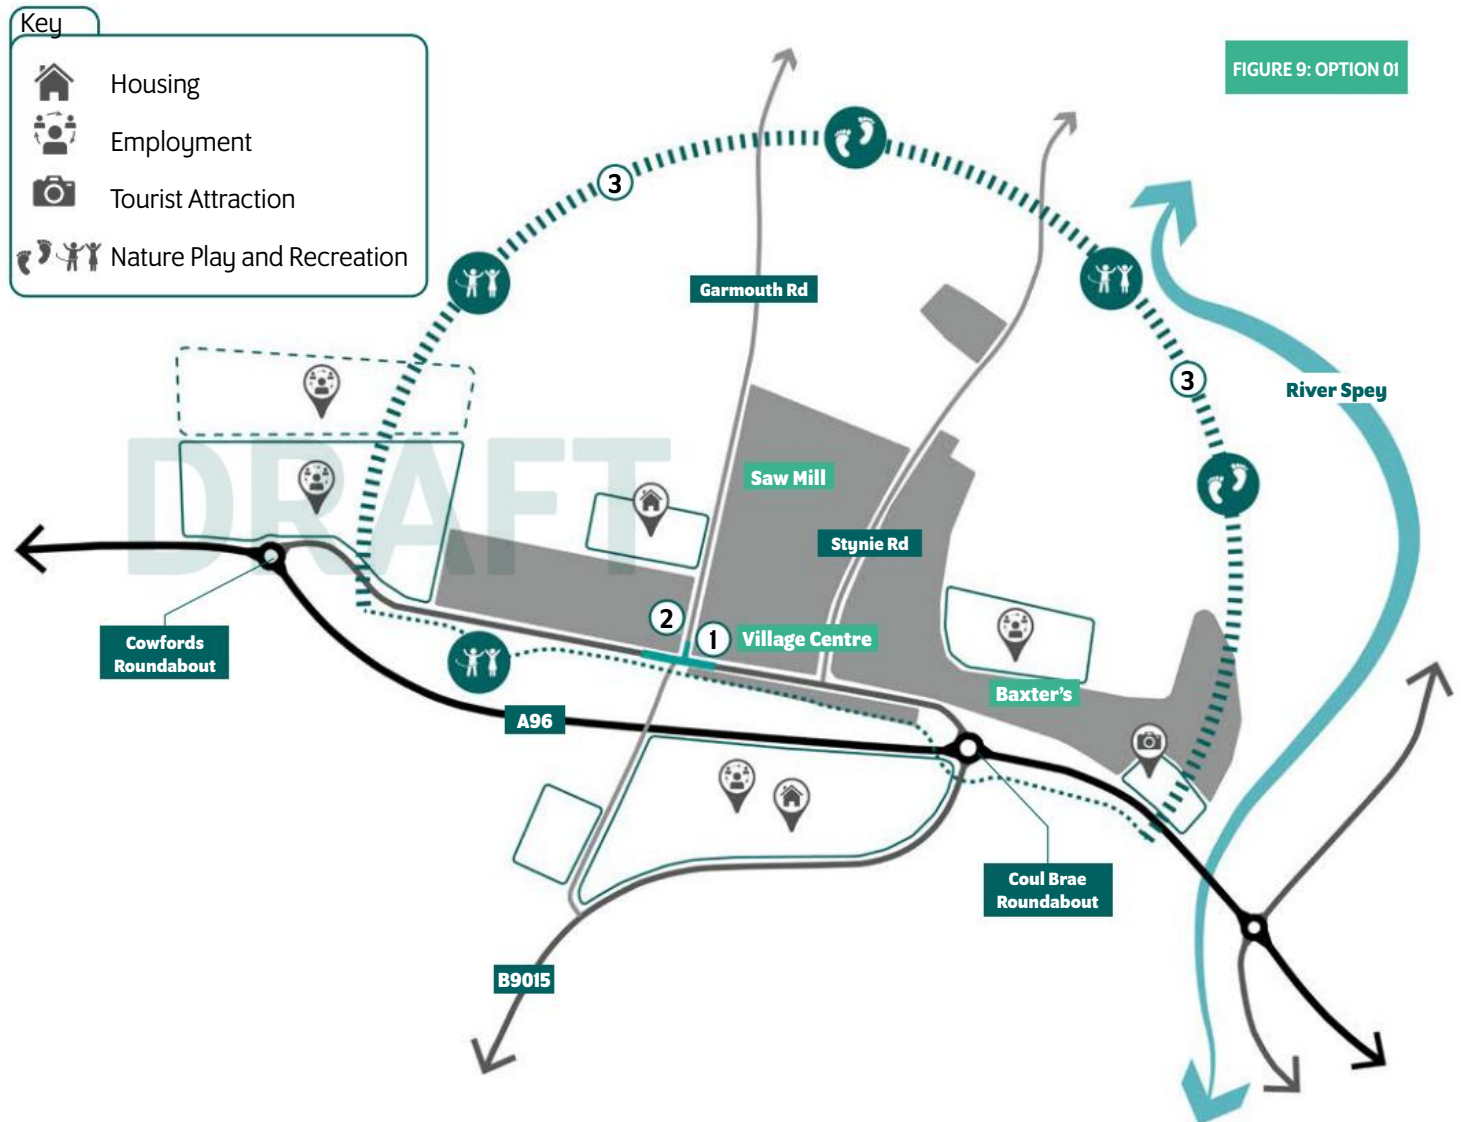 Key
Housing
Employment
Tourist Attraction
Nature Play and Recreation
FIGURE 9: OPTION 01
3
Garmouth Rd
3
River Spey
DRAFT
Saw Mill
Stynie Rd
2
1
Village Centre
Cowfords
Roundabout
Baxter's
A96
Coul Brae
Roundabout
B9015